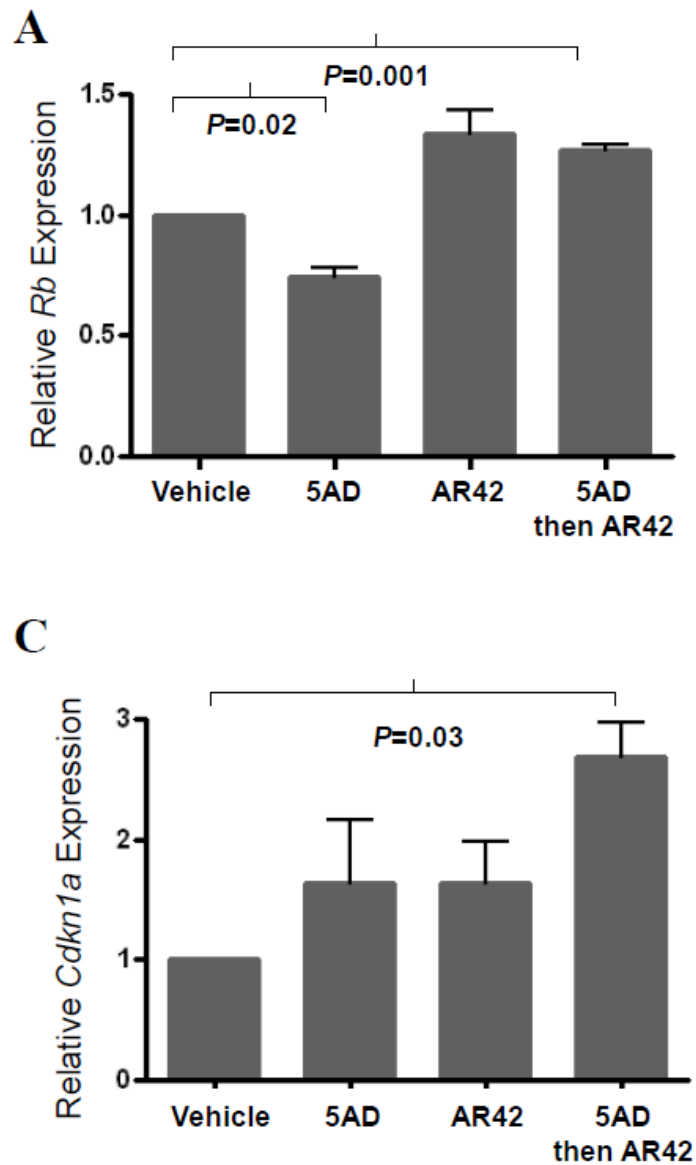 A
P=0.001
P=0.02
1.5
1.0
0.5
0.0
Relative Rb Expression
Vehicle 5AD AR42 5AD
then AR42
C
P=0.03
3
2
1
0
Relative Cdkn1a Expression
Vehicle 5AD AR42 5AD
then AR42